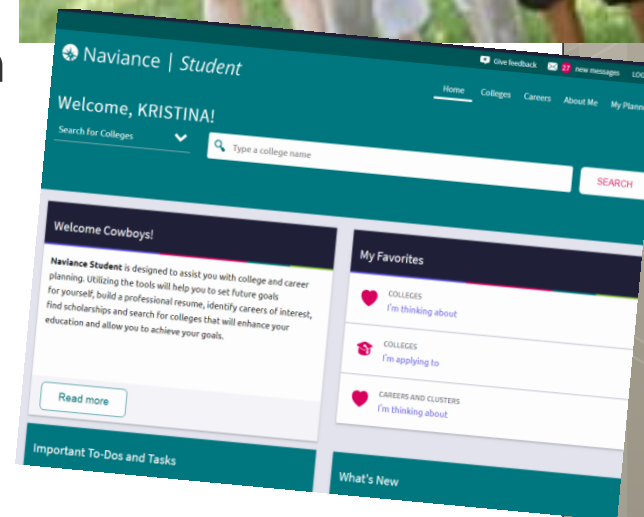 Naviance | Student
Give feedback 27 new messages
Home Colleges Careers About Me My
Welcome, KRISTINA!
Search for Colleges
Type a college name
SEARCH
Welcome Cowboys!
Naviance Student is designed to assist you with college and career
planning. Utilizing the tools will help you to set future goals
for yourself, build a professional resume, identify careers of interest,
find scholarships and search for colleges that will enhance your
education and allow you to achieve your goals.
Read more
My Favorites
COLLEGES
I'm thinking about
COLLEGES
I'm applying to
CAREERS AND CLUSTERS
I'm thinking about
Important To-Dos and Tasks
What's New